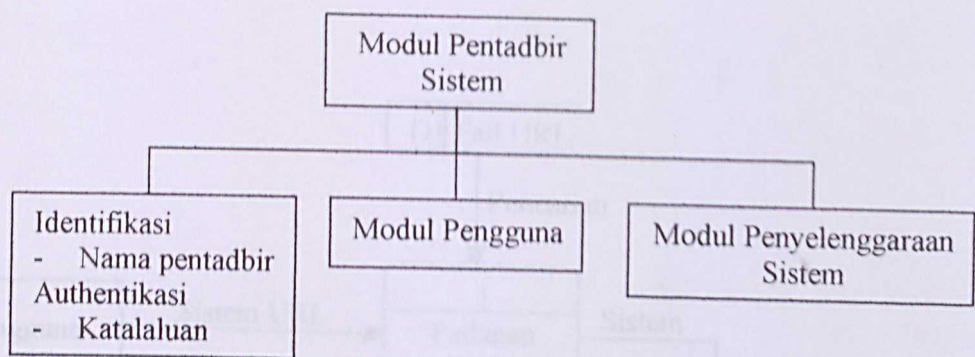 Modul Pentadbir
Sistem
Identifikasi
- Nama pentadbir
Authentikasi
- Katalaluan
Modul Pengguna
Modul Penyelenggaraan
Sistem